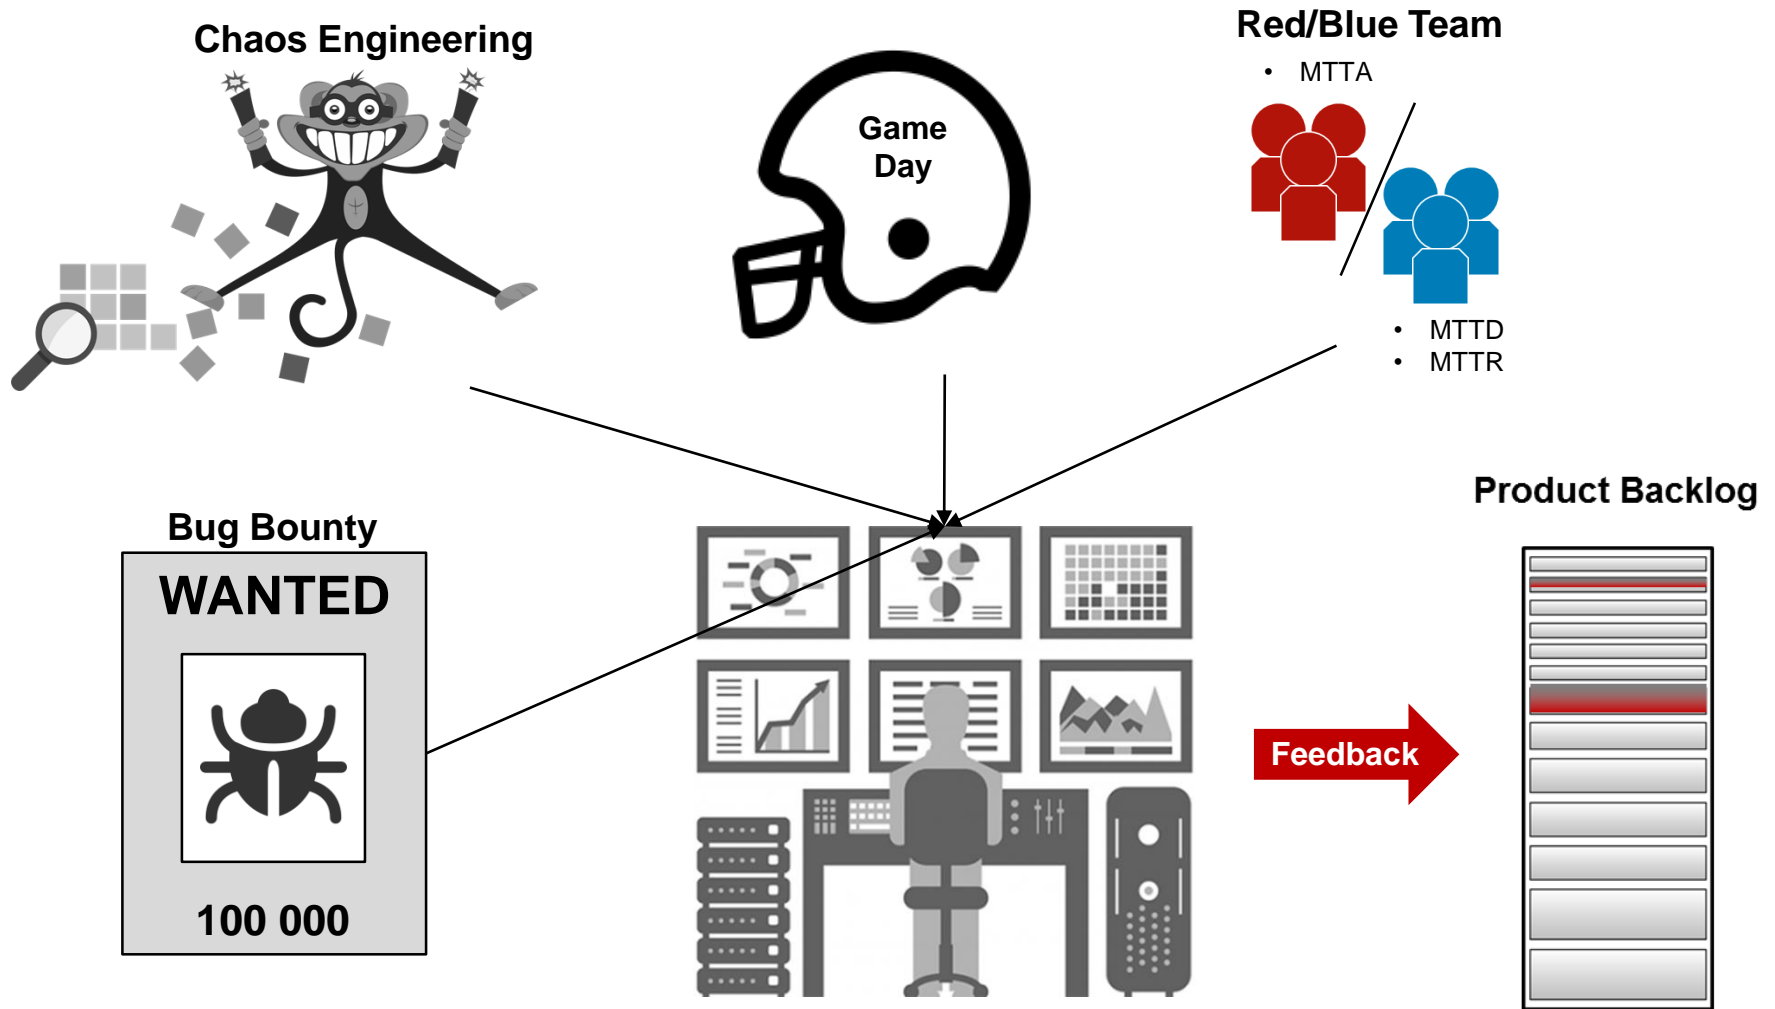 Chaos Engineering
Game
Day
Red/Blue Team
• MTTA
• MTTD
• MTTR
Bug Bounty
WANTED
100 000
Feedback
Product Backlog